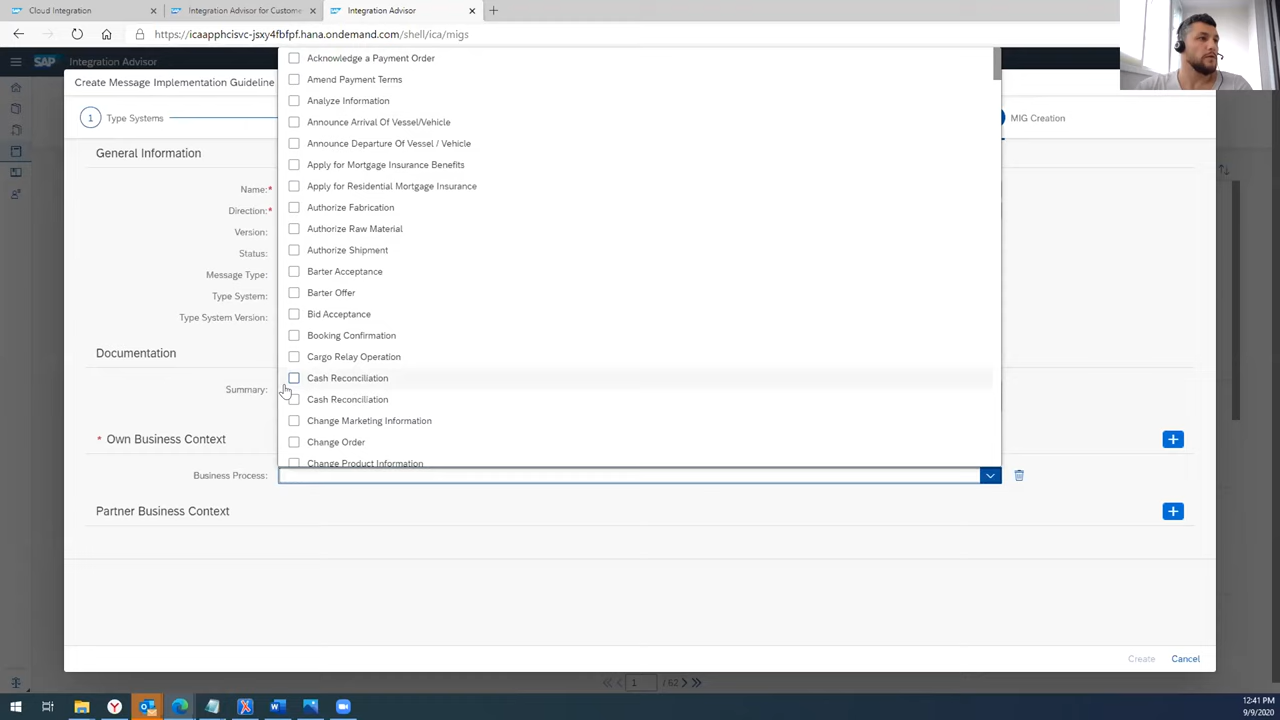 Cloud Integration
Integration Advisor for Custome
Integration Advisor
https://icaapphcisvc-jsxy4fbfpf.hana.ondemand.com/shell/ica/migs
SAP Integration Advisor
Create Message Implementation Guideline
1 Type Systems
MIG Creation
General Information
Name:*
Direction:*
Version:
Status:
Message Type:
Type System:
Type System Version:
Documentation
Summary:
* Own Business Context
Business Process:
Partner Business Context
Acknowledge a Payment Order
Amend Payment Terms
Analyze Information
Announce Arrival Of Vessel/Vehicle
Announce Departure Of Vessel / Vehicle
Apply for Mortgage Insurance Benefits
Apply for Residential Mortgage Insurance
Authorize Fabrication
Authorize Raw Material
Authorize Shipment
Barter Acceptance
Barter Offer
Bid Acceptance
Booking Confirmation
Cargo Relay Operation
Cash Reconciliation
Cash Reconciliation
Change Marketing Information
Change Order
Change Product Information
Create
Cancel
1 / 62
12:41 PM
9/9/2020